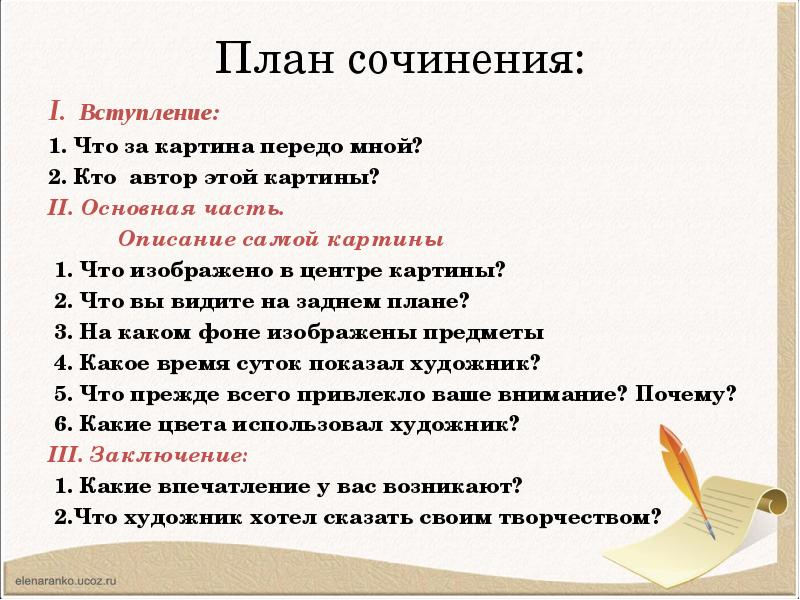 План сочинения:
I. Вступление:
1. Что за картина передо мной?
2. Кто автор этой картины?
II. Основная часть.
Описание самой картины
1. Что изображено в центре картины?
2. Что вы видите на заднем плане?
3. На каком фоне изображены предметы
4. Какое время суток показал художник?
5. Что прежде всего привлекло ваше внимание? Почему?
6. Какие цвета использовал художник?
III. Заключение:
1. Какие впечатление у вас возникают?
2.Что художник хотел сказать своим творчеством?
elenaranko.ucoz.ru